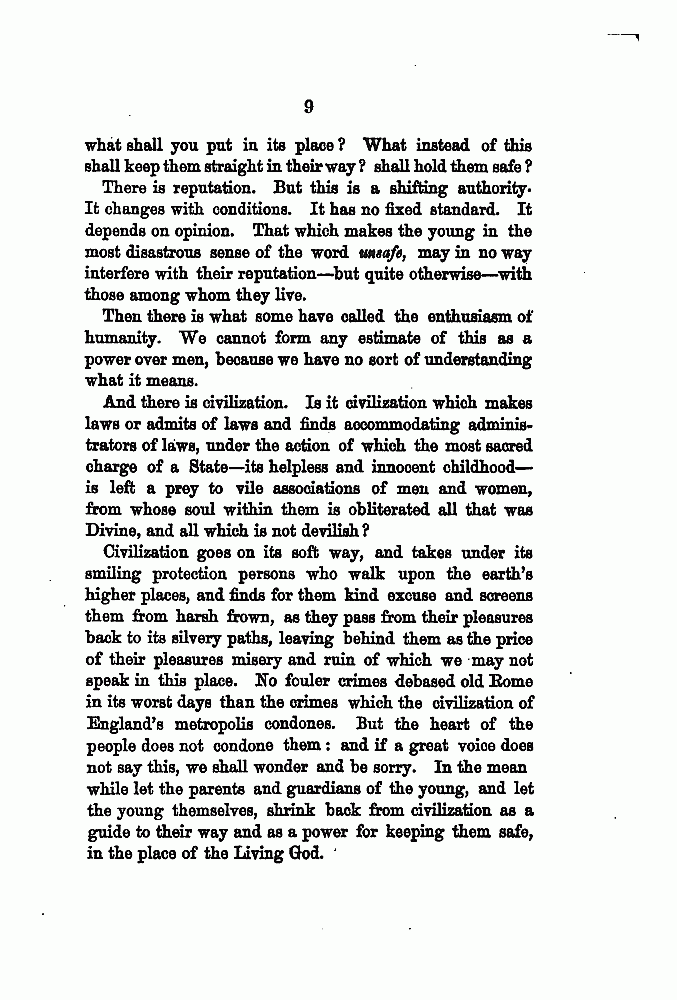 9
what shall you put in its place? What instead of this
shall keep them straight in their way? shall hold them safe?
There is reputation. But this is a shifting authority.
It changes with conditions. It has no fixed standard. It
depends on opinion. That which makes the young in the
most disastrous sense of the word unsafe, may in no way
interfere with their reputation—but quite otherwise—with
those among whom they live.
Then there is what some have called the enthusiasm of
humanity. We cannot form any estimate of this as a
power over men, because we have no sort of understanding
what it means.
And there is civilization. Is it civilization which makes
laws or admits of laws and finds accommodating adminis-
trators of laws, under the action of which the most sacred
charge of a State—its helpless and innocent childhood—
is left a prey to vile associations of men and women,
from whose soul within them is obliterated all that was
Divine, and all which is not devilish?
Civilization goes on its soft way, and takes under its
smiling protection persons who walk upon the earth's
higher places, and finds for them kind excuse and screens
them from harsh frown, as they pass from their pleasures
back to its silvery paths, leaving behind them as the price
of their pleasures misery and ruin of which we may not
speak in this place. No fouler crimes debased old Rome
in its worst days than the crimes which the civilization of
England's metropolis condones. But the heart of the
people does not condone them: and if a great voice does
not say this, we shall wonder and be sorry. In the mean
while let the parents and guardians of the young, and let
the young themselves, shrink back from civilization as a
guide to their way and as a power for keeping them safe,
in the place of the Living God.